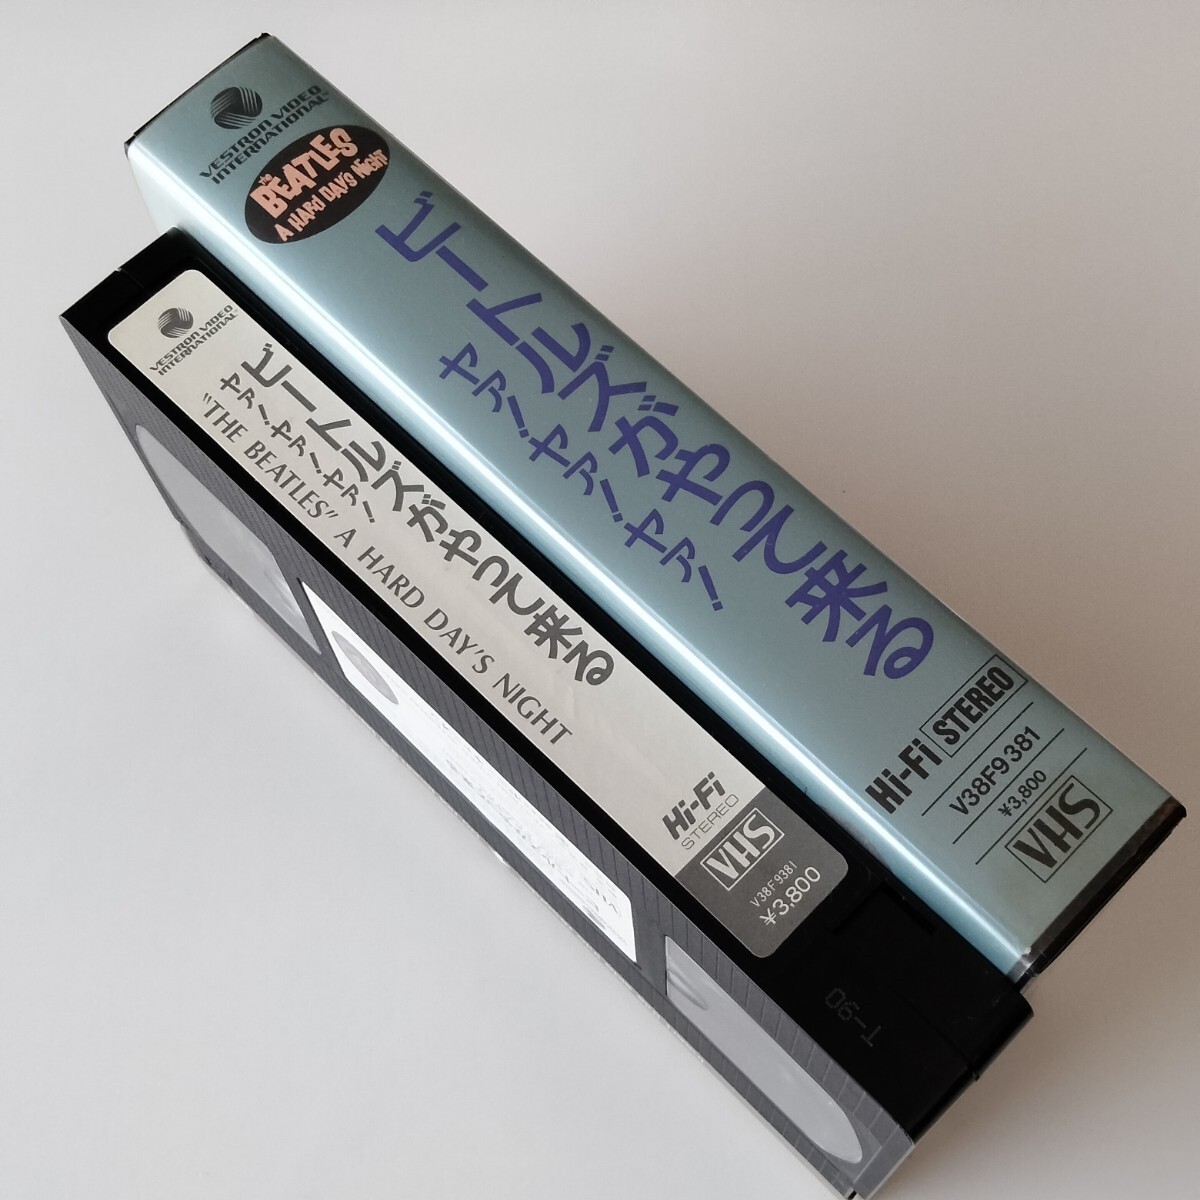 VESTRON VIDEO
INTERNATIONAL™
the
BEATLES
A HARD DAY'S NIGHT
ビートルズがやって来る
ヤァ!ヤァ!ヤァ!
Hi-Fi STEREO
V38F9381
¥3,800
VHS
VESTRON VIDEO
INTERNATIONAL™
ビートルズがやって来る
ヤァ!ヤァ!ヤァ!
"THE BEATLES" A HARD DAY'S NIGHT
Hi-Fi
STEREO
VHS
V38F9381
¥3,800
T-90